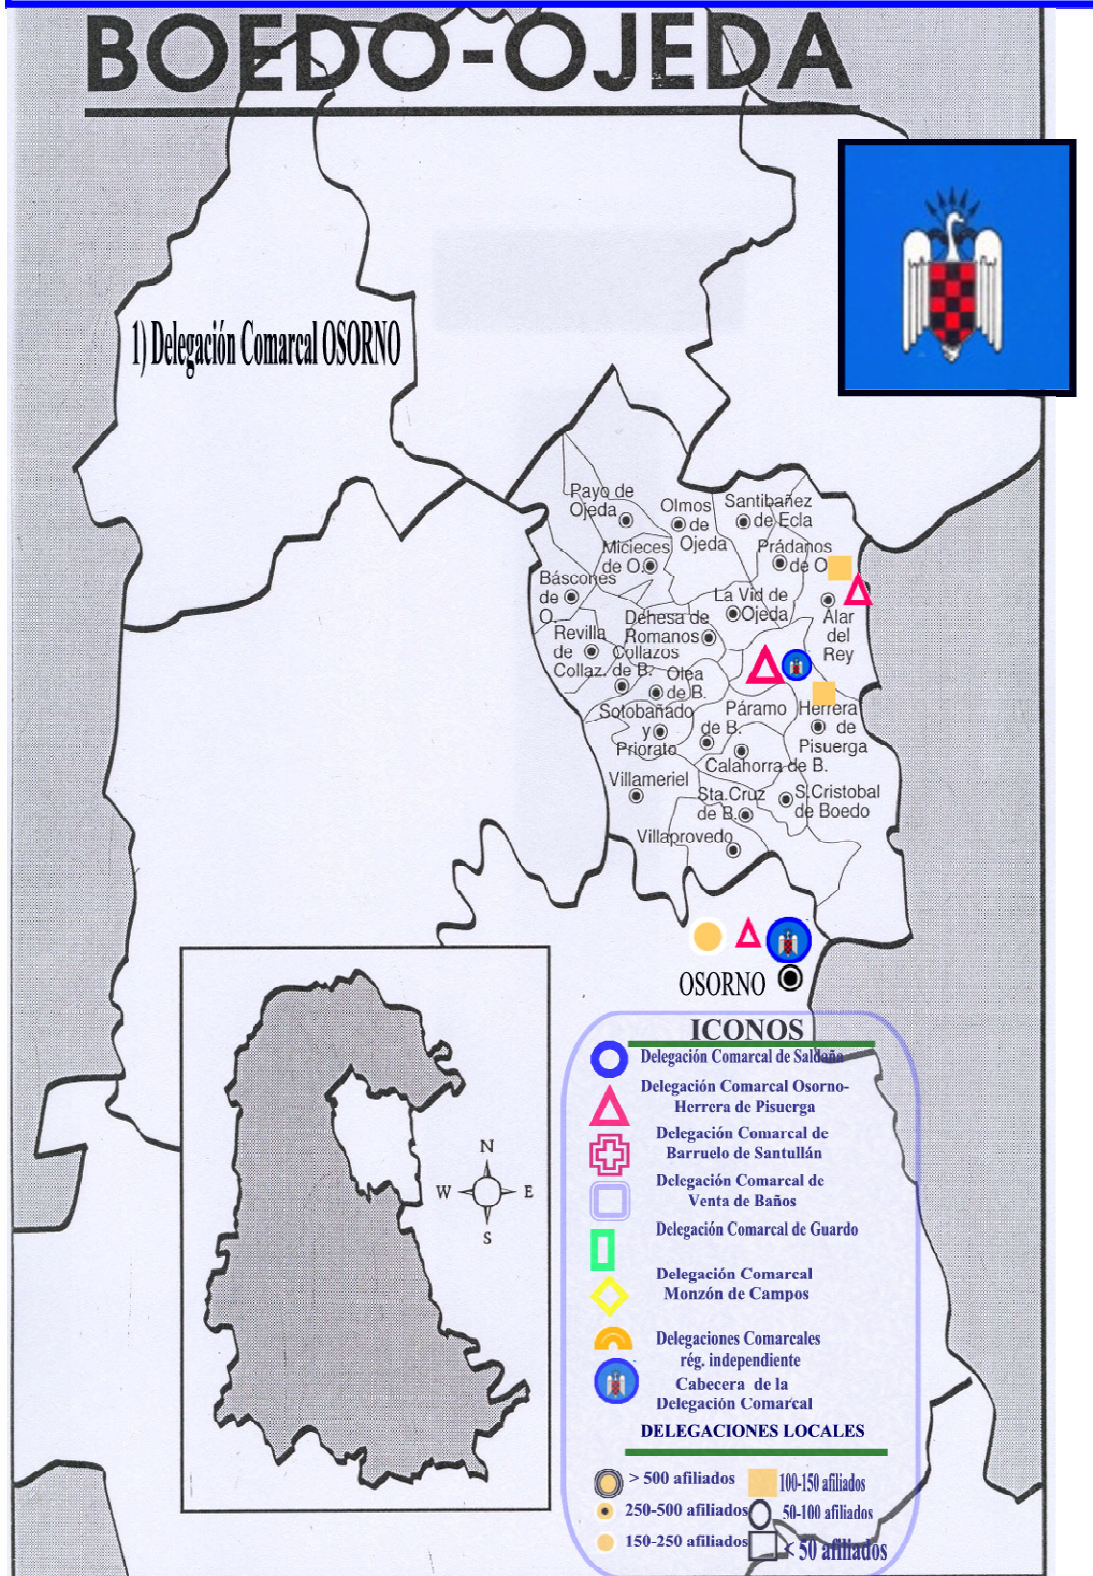 BOEDO-OJEDA
1) Delegación Comarcal OSORNO
Payo de
Ojeda
Olmos
de
Ojeda
Santibañez
de Ecla
Micieces
de O.
Prádanos
de O
Báscones
de
O.
La Vid de
Ojeda
Alar
del
Rey
Dehesa de
Romanos
Revilla
de
Collaz.
Collazos
de B.
Olea
de B.
Sotobañado
y
Priorato
Páramo
de B.
Herrera
de
Pisuerga
Calahorra de B.
Villameriel
Sta.Cruz
de B.
S.Cristobal
de Boedo
Villaprovedo
OSORNO
N
W
E
S
ICONOS
Delegación Comarcal de Saldaña
Delegación Comarcal Osorno-
Herrera de Pisuerga
Delegación Comarcal de
Barruelo de Santullán
Delegación Comarcal de
Venta de Baños
Delegación Comarcal de Guardo
Delegación Comarcal
Monzón de Campos
Delegaciones Comarcales
rég. independiente
Cabecera de la
Delegación Comarcal
DELEGACIONES LOCALES
> 500 afiliados
100-150 afiliados
250-500 afiliados
50-100 afiliados
150-250 afiliados
< 50 afiliados